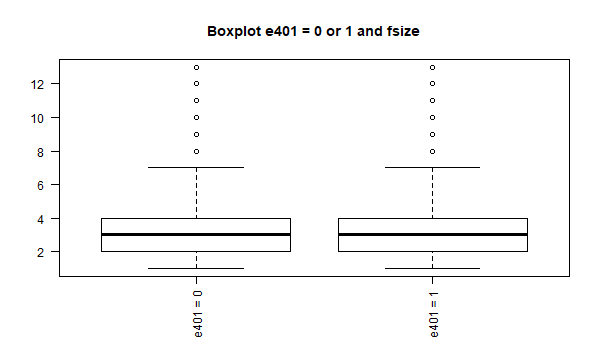 Boxplot e401 = 0 or 1 and fsize
12
10
8
6
4
2
e401 = 0
e401 = 1